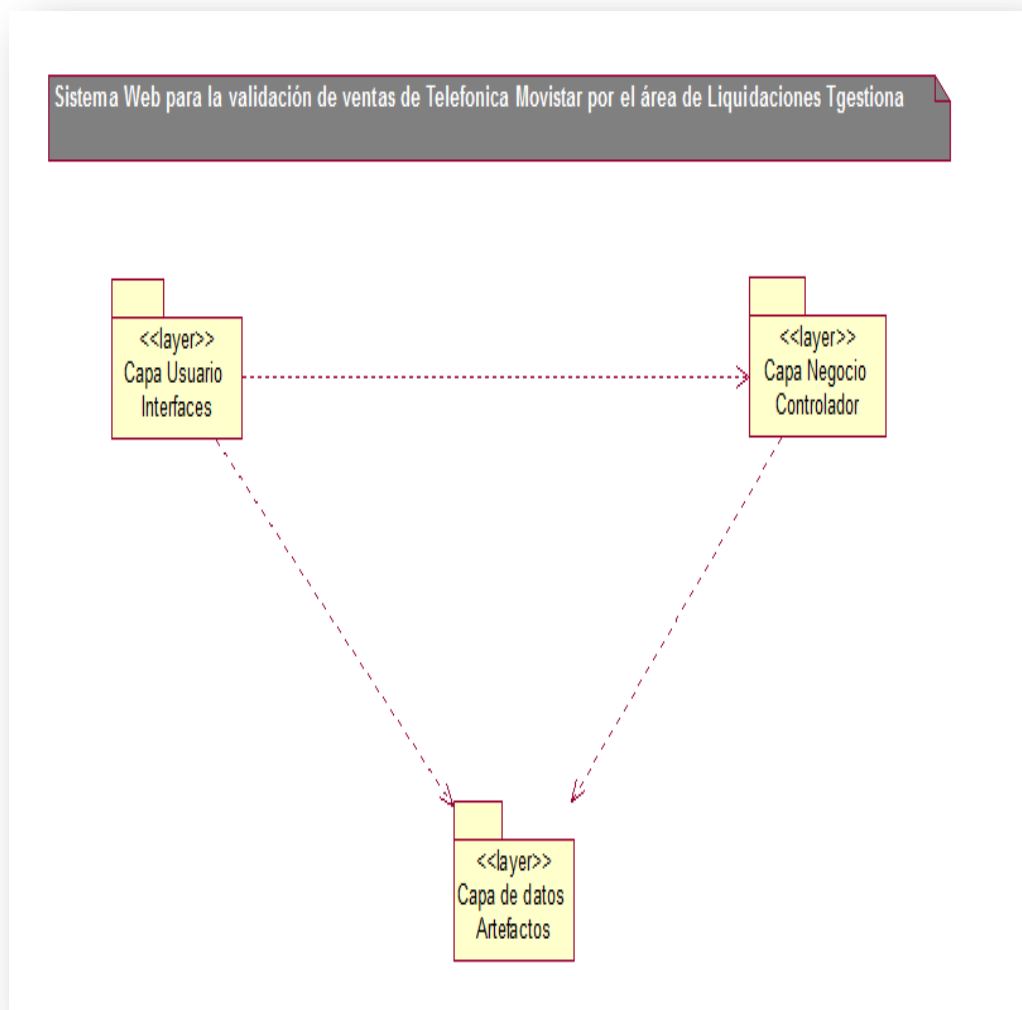 Sistema Web para la validación de ventas de Telefonica Movistar por el área de Liquidaciones Tgestiona
<<layer>>
Capa Usuario
Interfaces
<<layer>>
Capa Negocio
Controlador
<<layer>>
Capa de datos
Artefactos